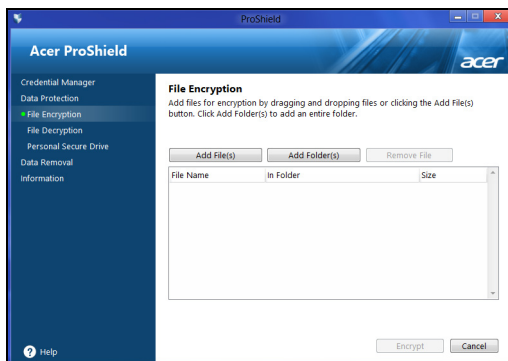 ProShield
Acer ProShield
acer
Credential Manager
Data Protection
File Encryption
File Decryption
Personal Secure Drive
Data Removal
Information
Help
File Encryption
Add files for encryption by dragging and dropping files or clicking the Add File(s)
button. Click Add Folder(s) to add an entire folder.
Add File(s) Add Folder(s) Remove File
File Name In Folder Size
Encrypt Cancel